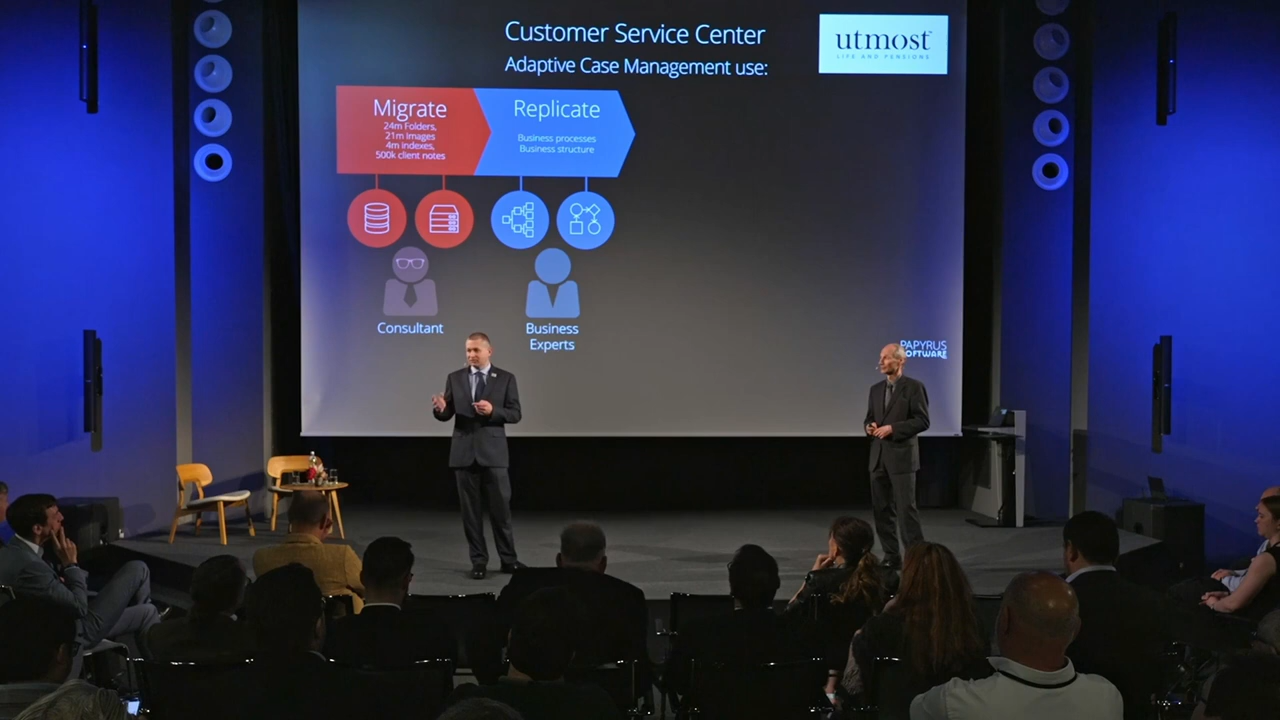 Customer Service Center
Adaptive Case Management use:
utmost™
LIFE AND PENSIONS
Migrate
24m Folders,
21m images
4m indexes,
500k client notes
Replicate
Business processes
Business structure
Consultant
Business
Experts
PAPYRUS
SOFTWARE